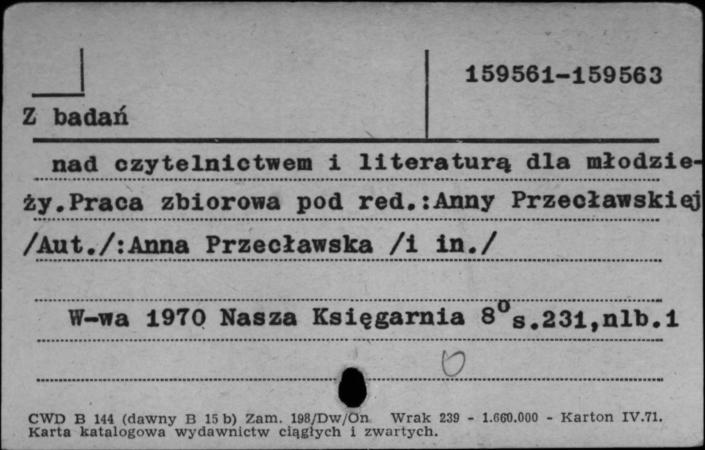 159561-159563
Z badań
nad czytelnictwem i literaturą dla młodzie-
ży.Praca zbiorowa pod red.:Anny Przecławskiej
/Aut./:Anna Przecławska /i in./
W-wa 1970 Nasza Księgarnia 8⁰s.231,nlb.1
CWD B 144 (dawny B 15 b) Zam. 198/Dw/On Wrak 239 - 1.660.000 - Karton IV.71.
Karta katalogowa wydawnictw ciągłych i zwartych.